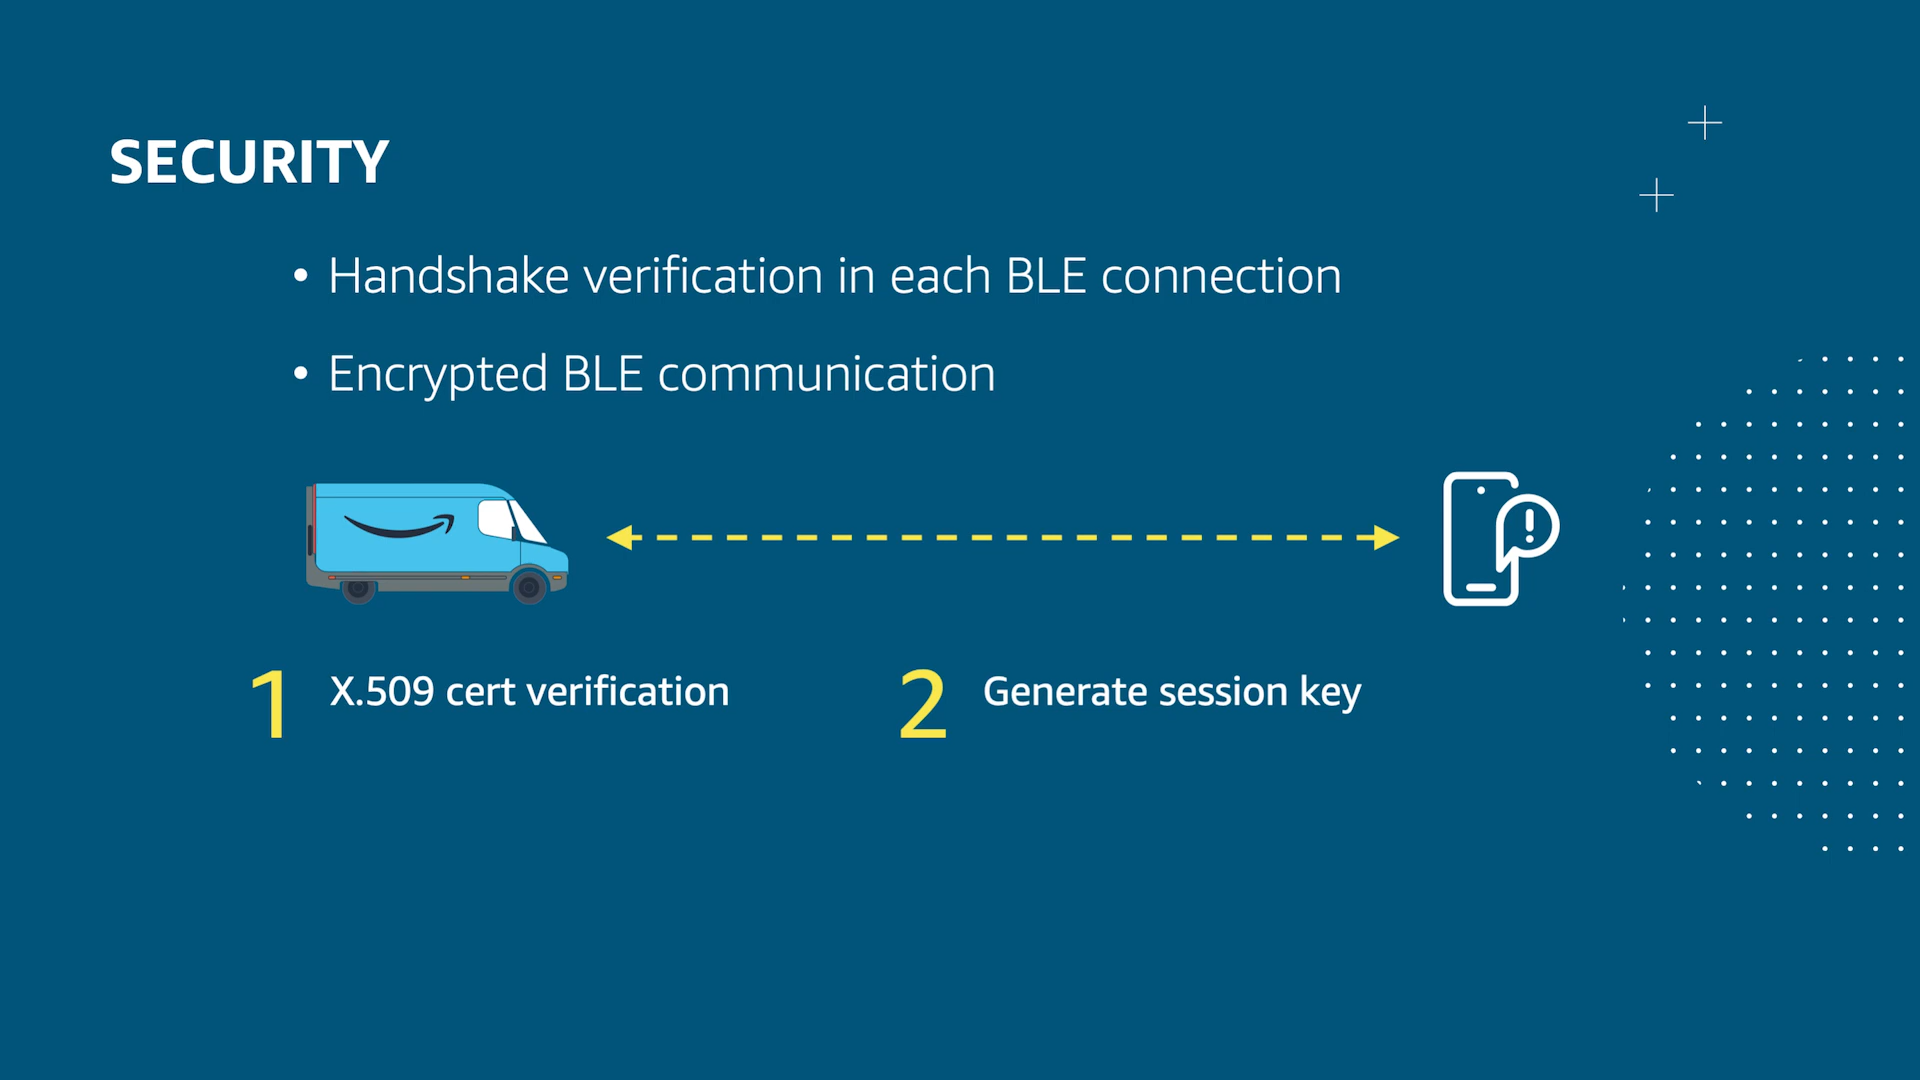 SECURITY
• Handshake verification in each BLE connection
• Encrypted BLE communication
1 X.509 cert verification
2 Generate session key